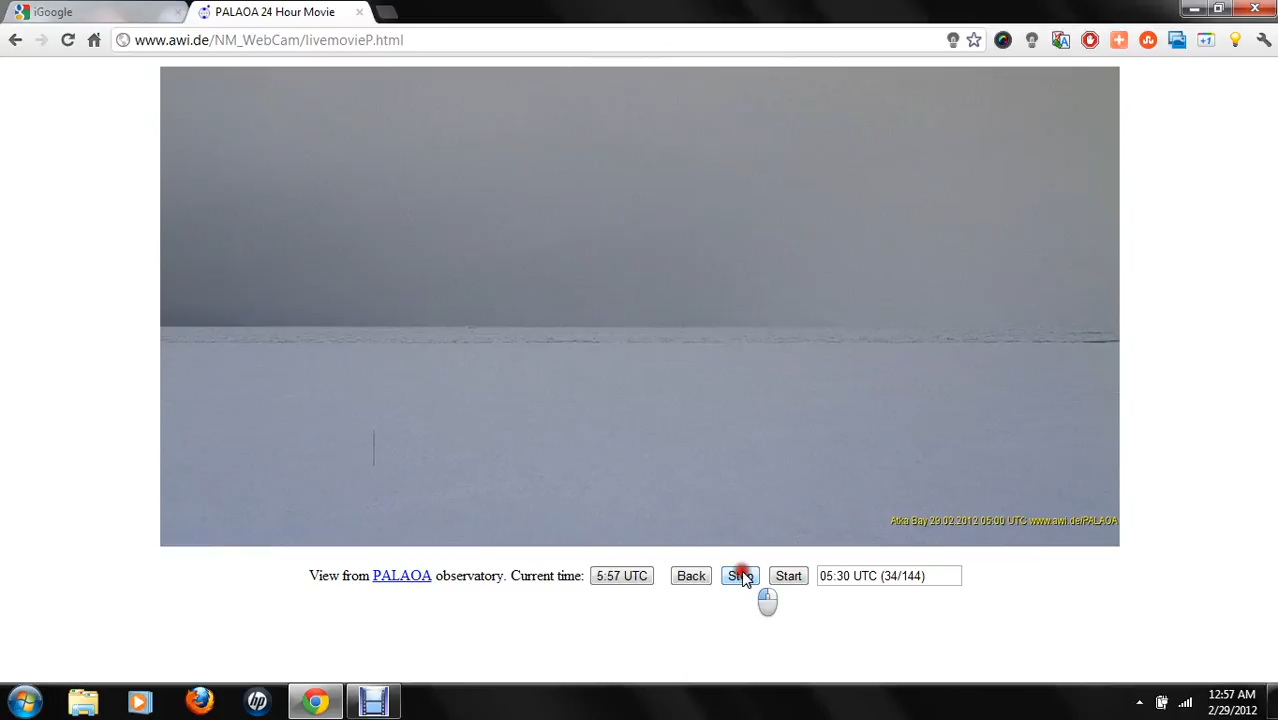 iGoogle
PALAOA 24 Hour Movie
www.awi.de/NM_WebCam/livemovieP.html
Atka Bay 29.02.2012 05:00 UTC www.awi.de/PALAOA
View from PALAOA observatory. Current time: 5:57 UTC Back Stop Start 05:30 UTC (34/144)
12:57 AM
2/29/2012